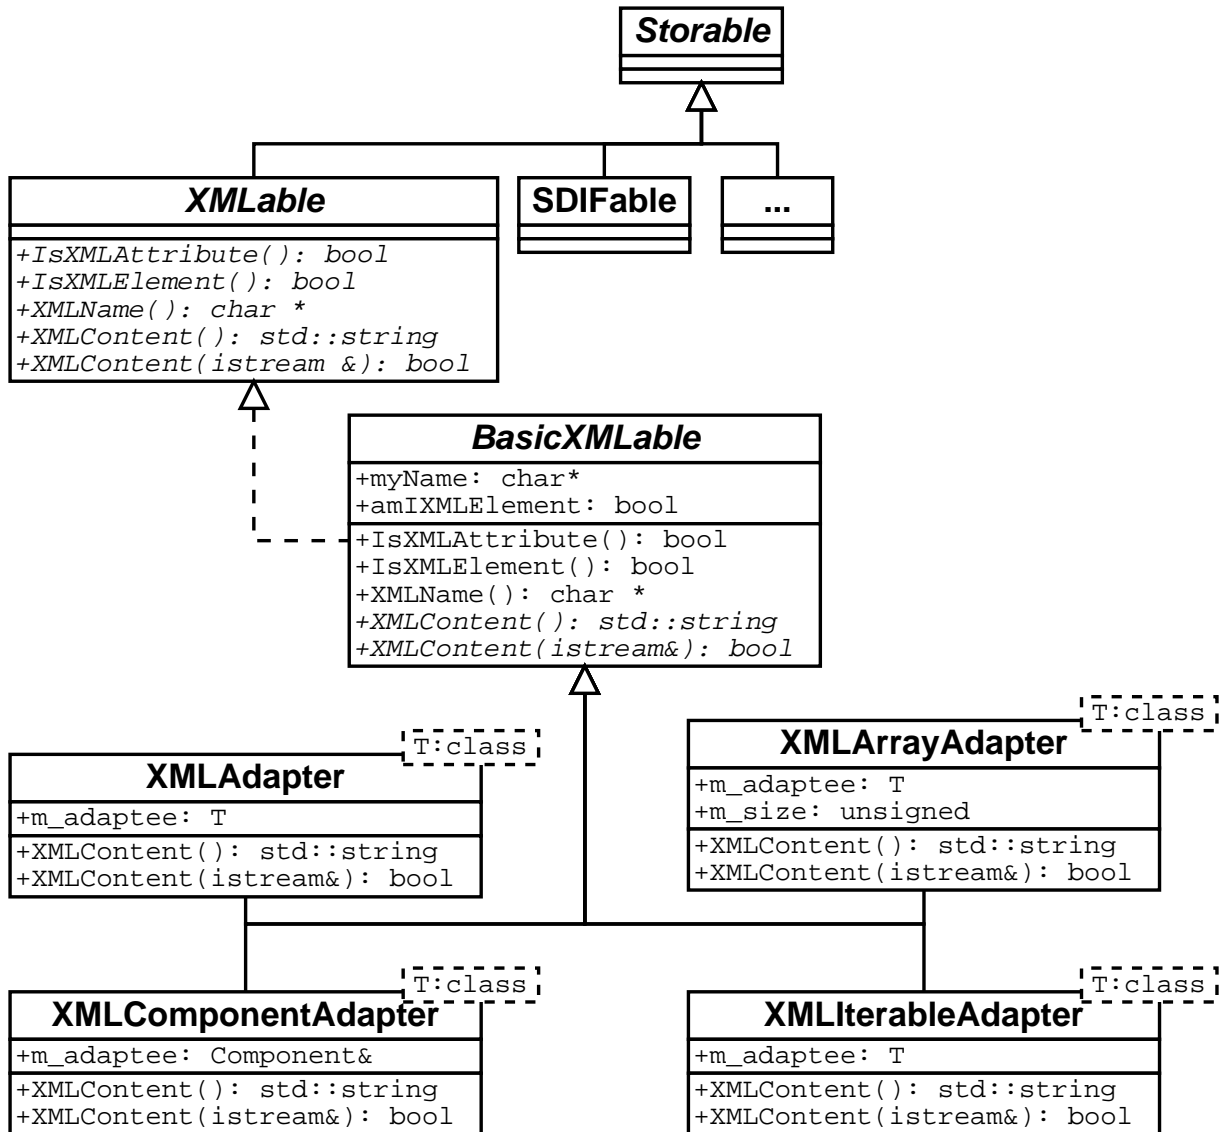 Storable
XMLable
SDIFable
...
+IsXMLAttribute(): bool
+IsXMLElement(): bool
+XMLName(): char *
+XMLContent(): std::string
+XMLContent(istream &): bool
BasicXMLable
+myName: char*
+amIXMLElement: bool
+IsXMLAttribute(): bool
+IsXMLElement(): bool
+XMLName(): char *
+XMLContent(): std::string
+XMLContent(istream&): bool
T:class
XMLAdapter
+m_adaptee: T
+XMLContent(): std::string
+XMLContent(istream&): bool
T:class
XMLArrayAdapter
+m_adaptee: T
+m_size: unsigned
+XMLContent(): std::string
+XMLContent(istream&): bool
T:class
XMLComponentAdapter
+m_adaptee: Component&
+XMLContent(): std::string
+XMLContent(istream&): bool
T:class
XMLIterableAdapter
+m_adaptee: T
+XMLContent(): std::string
+XMLContent(istream&): bool